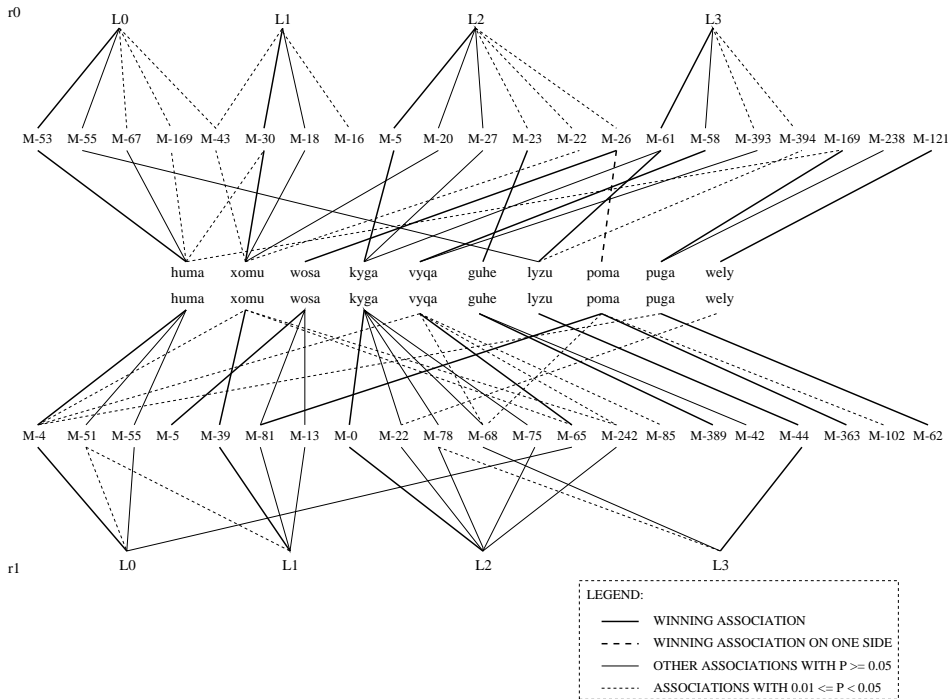 r0
L0 L1 L2 L3
M-53 M-55 M-67 M-169 M-43 M-30 M-18 M-16 M-5 M-20 M-27 M-23 M-22 M-26 M-61 M-58 M-393 M-394 M-169 M-238 M-121
huma xomu wosa kyga vyqa guhe lyzu poma puga wely
huma xomu wosa kyga vyqa guhe lyzu poma puga wely
M-4 M-51 M-55 M-5 M-39 M-81 M-13 M-0 M-22 M-78 M-68 M-75 M-65 M-242 M-85 M-389 M-42 M-44 M-363 M-102 M-62
L0 L1 L2 L3
r1
LEGEND:
WINNING ASSOCIATION
WINNING ASSOCIATION ON ONE SIDE
OTHER ASSOCIATIONS WITH P >= 0.05
ASSOCIATIONS WITH 0.01 <= P < 0.05